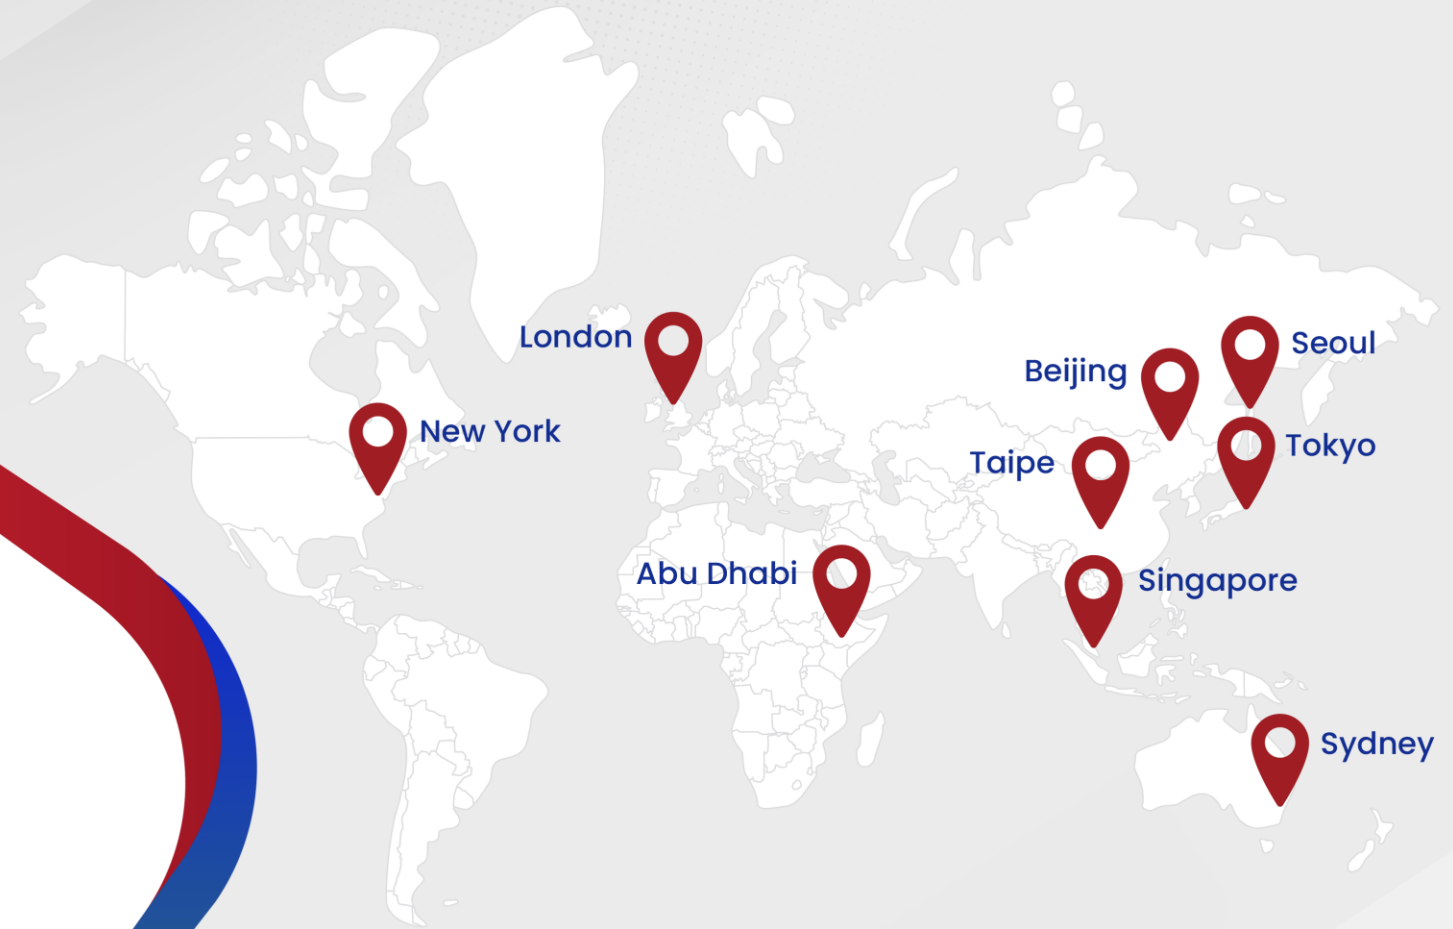 London
Seoul
Beijing
New York
Tokyo
Taipe
Abu Dhabi
Singapore
Sydney